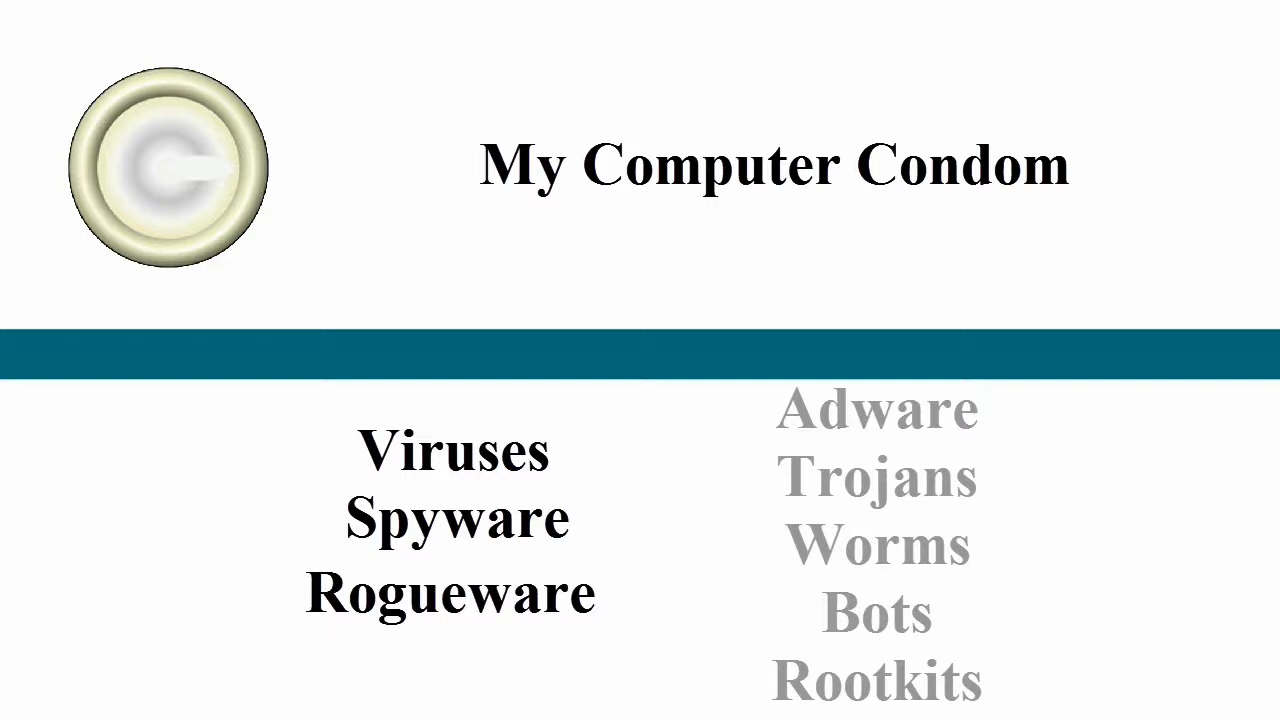 My Computer Condom
Viruses
Spyware
Rogueware
Adware
Trojans
Worms
Bots
Rootkits